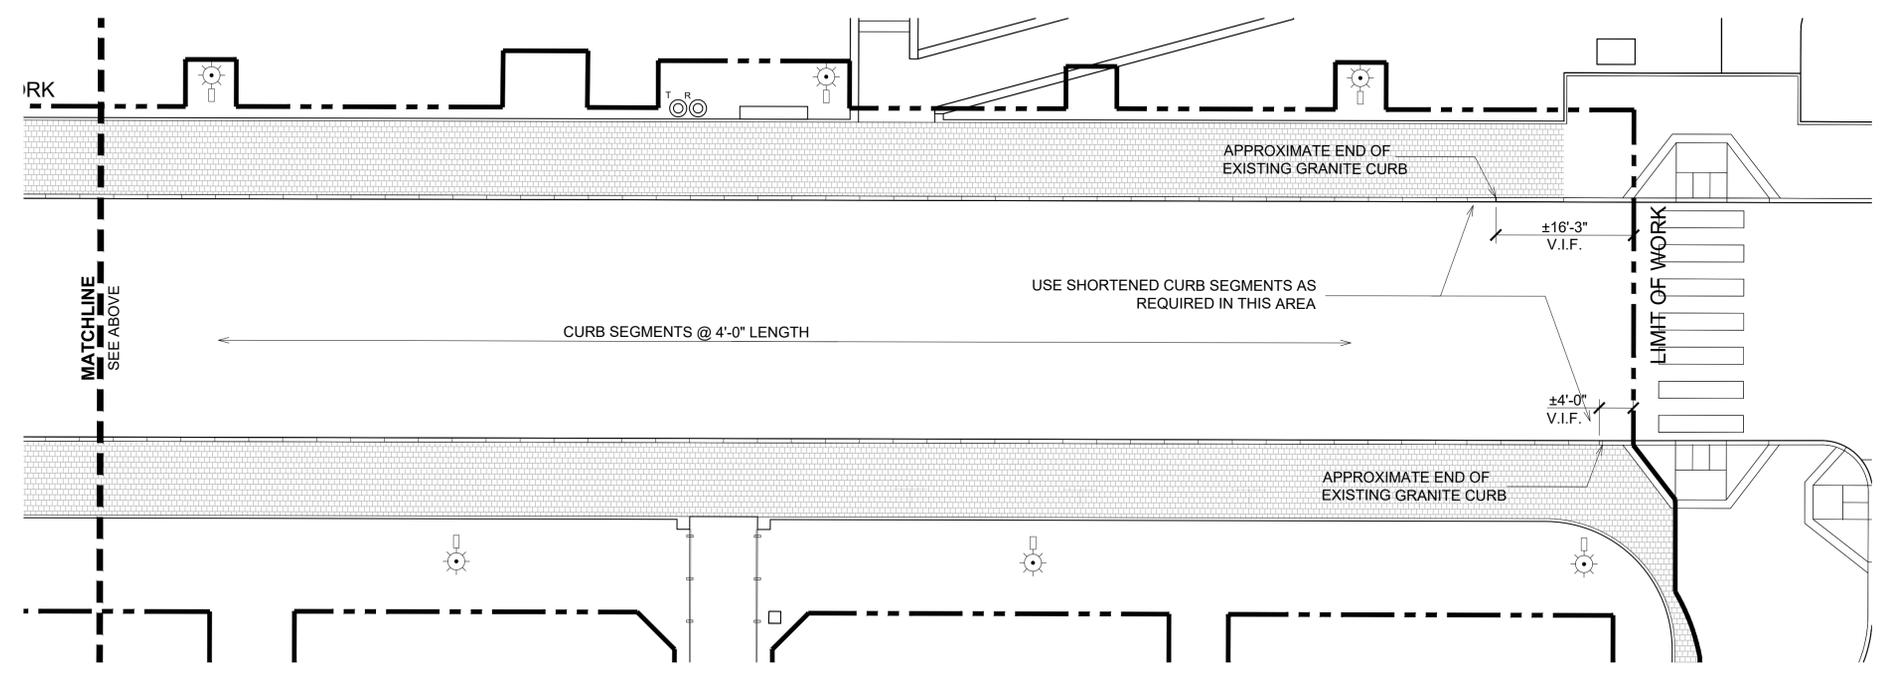 ORK
T R
APPROXIMATE END OF
EXISTING GRANITE CURB
±16'-3"
V.I.F.
LIMIT OF WORK
MATCHLINE
SEE ABOVE
USE SHORTENED CURB SEGMENTS AS
REQUIRED IN THIS AREA
CURB SEGMENTS @ 4'-0" LENGTH
±4'-0"
V.I.F.
APPROXIMATE END OF
EXISTING GRANITE CURB